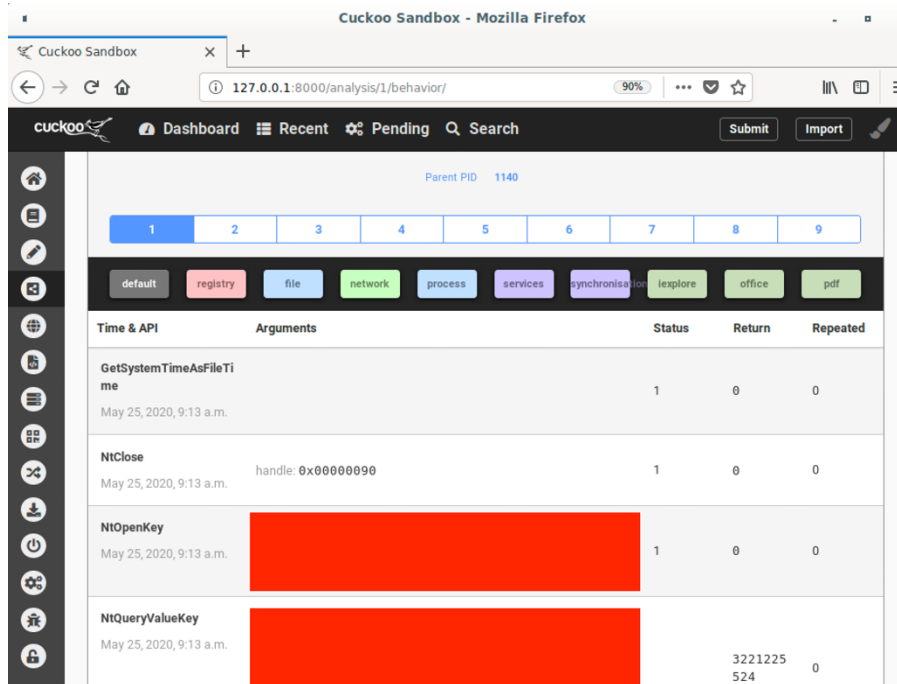 Cuckoo Sandbox - Mozilla Firefox
Cuckoo Sandbox
127.0.0.1:8000/analysis/1/behavior/
90%
cuckoo
Dashboard Recent Pending Search Submit Import
Parent PID 1140
1 2 3 4 5 6 7 8 9
default registry file network process services synchronisation iexplore office pdf
Time & API Arguments Status Return Repeated
GetSystemTimeAsFileTi
me
1 0 0
May 25, 2020, 9:13 a.m.
NtClose
handle: 0x00000090 1 0 0
May 25, 2020, 9:13 a.m.
NtOpenKey
1 0 0
May 25, 2020, 9:13 a.m.
NtQueryValueKey
May 25, 2020, 9:13 a.m.
3221225
524
0